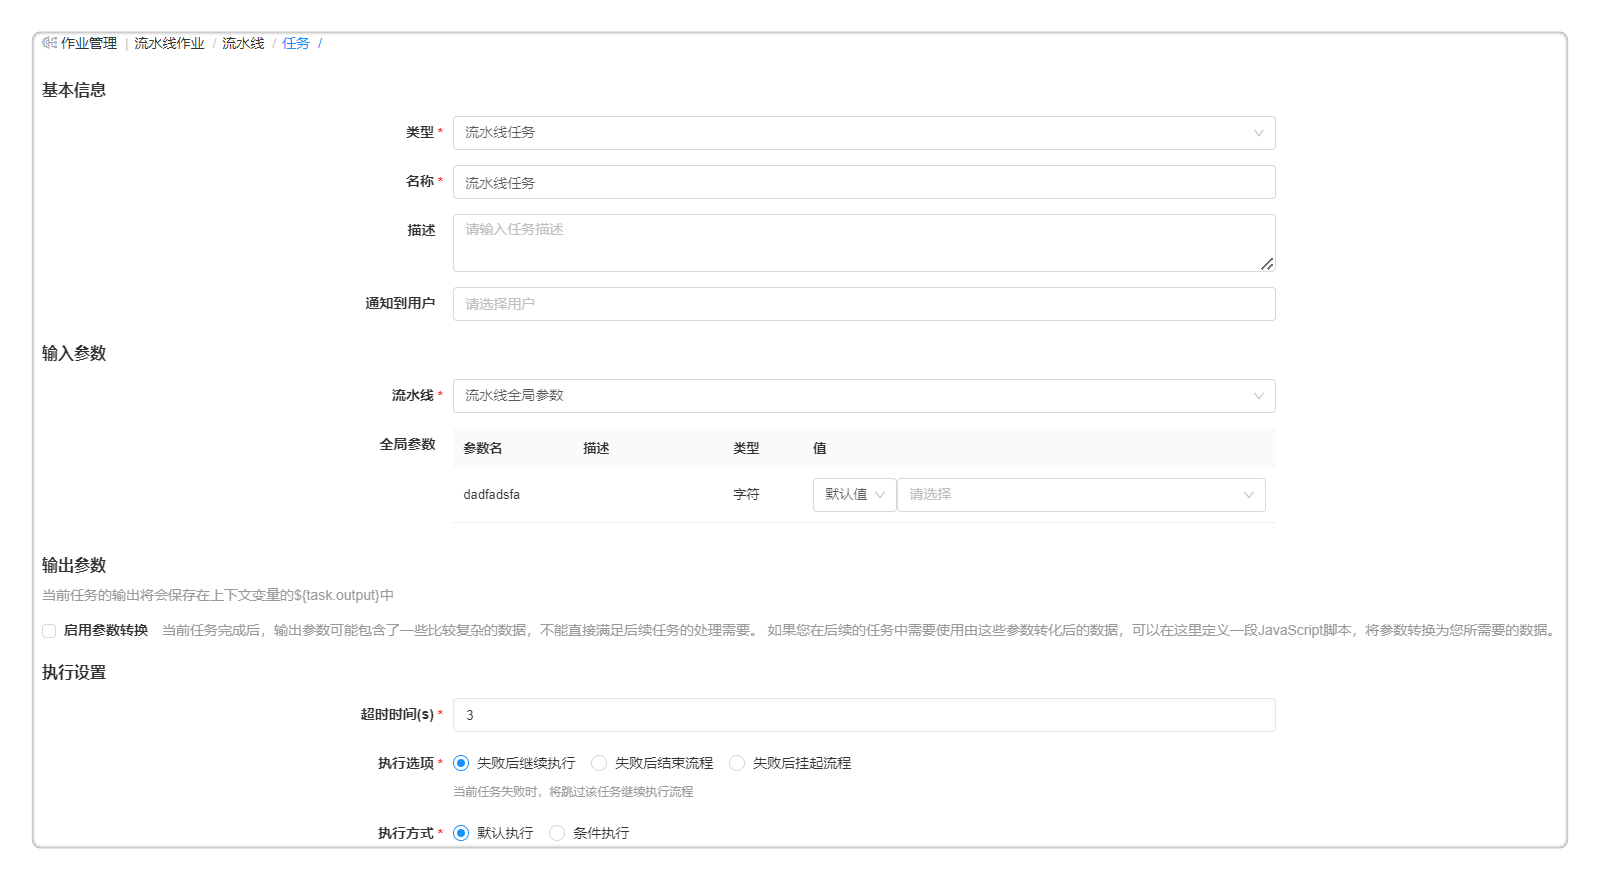 作业管理 | 流水线作业 / 流水线 / 任务 /
基本信息
类型 * 流水线任务
名称 * 流水线任务
描述 请输入任务描述
通知到用户 请选择用户
输入参数
流水线 * 流水线全局参数
全局参数 参数名 描述 类型 值
dadfadsfa 字符 默认值 请选择
输出参数
当前任务的输出将会保存在上下文变量的${task.output}中
启用参数转换 当前任务完成后，输出参数可能包含了一些比较复杂的数据，不能直接满足后续任务的处理需要。 如果您在后续的任务中需要使用由这些参数转化后的数据，可以在这里定义一段JavaScript脚本，将参数转换为您所需要的数据。
执行设置
超时时间(s) * 3
执行选项 * 失败后继续执行 失败后结束流程 失败后挂起流程
当前任务失败时，将跳过该任务继续执行流程
执行方式 * 默认执行 条件执行